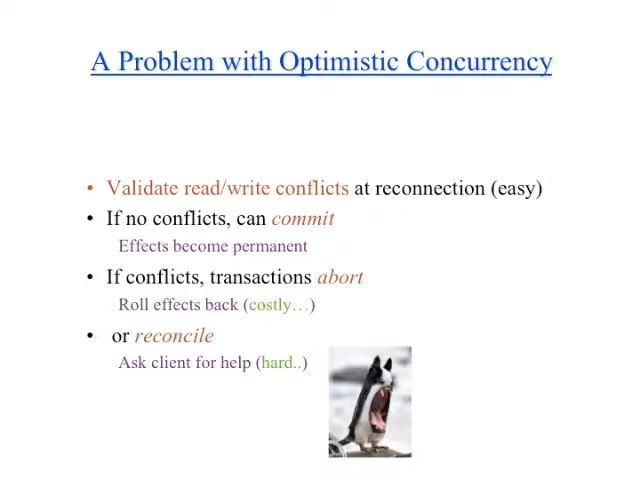 A Problem with Optimistic Concurrency
• Validate read/write conflicts at reconnection (easy)
• If no conflicts, can commit
Effects become permanent
• If conflicts, transactions abort
Roll effects back (costly…)
• or reconcile
Ask client for help (hard..)